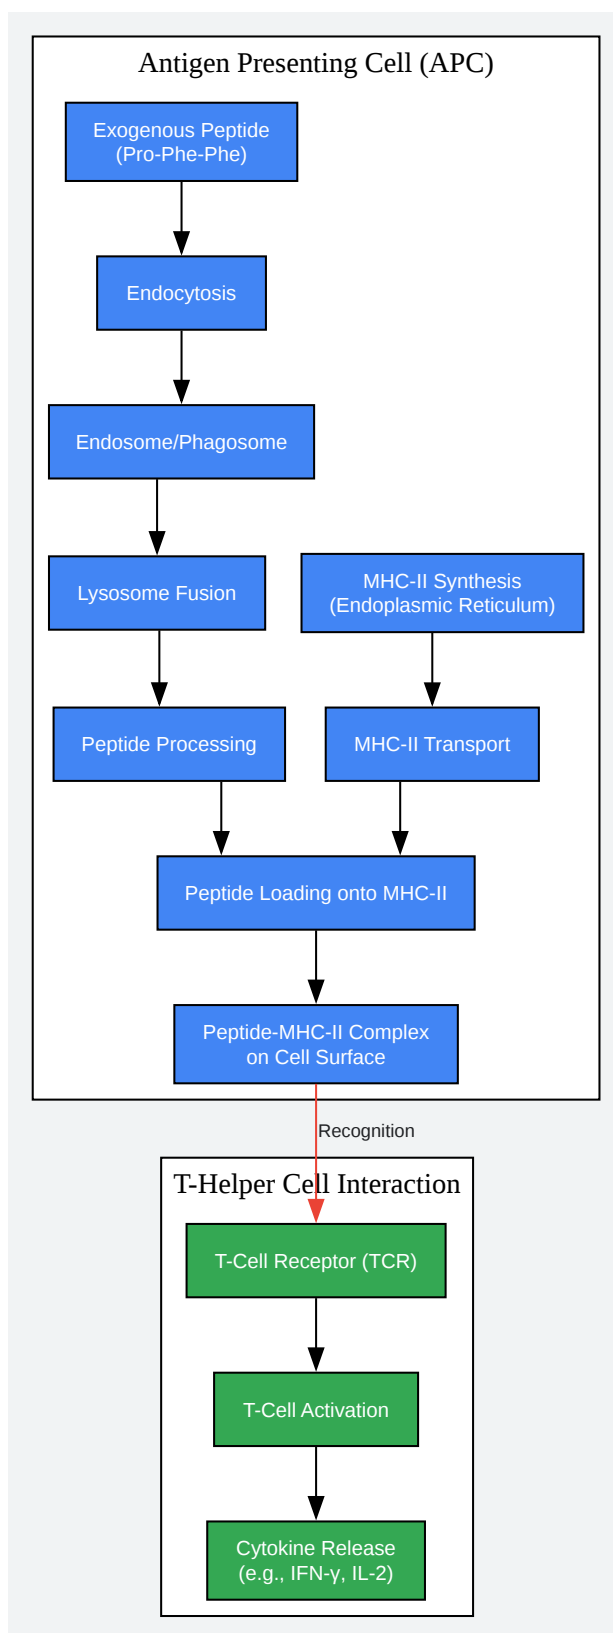 Antigen Presenting Cell (APC)
Exogenous Peptide
(Pro-Phe-Phe)
Endocytosis
Endosome/Phagosome
Lysosome Fusion
MHC-II Synthesis
(Endoplasmic Reticulum)
Peptide Processing
MHC-II Transport
Peptide Loading onto MHC-II
Peptide-MHC-II Complex
on Cell Surface
Recognition
T-Helper Cell Interaction
T-Cell Receptor (TCR)
T-Cell Activation
Cytokine Release
(e.g., IFN-γ, IL-2)